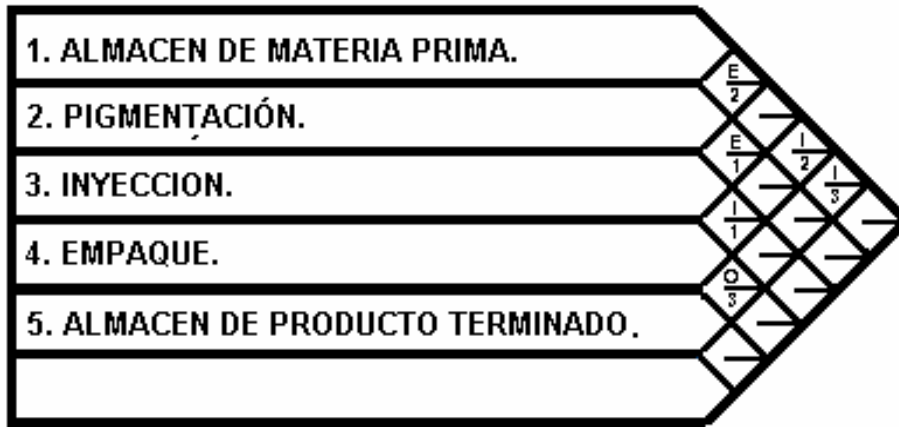 1. ALMACEN DE MATERIA PRIMA.
2. PIGMENTACIÓN.
3. INYECCION.
4. EMPAQUE.
5. ALMACEN DE PRODUCTO TERMINADO.
E
2
E
1
I
1
O
3
I
2
I
3